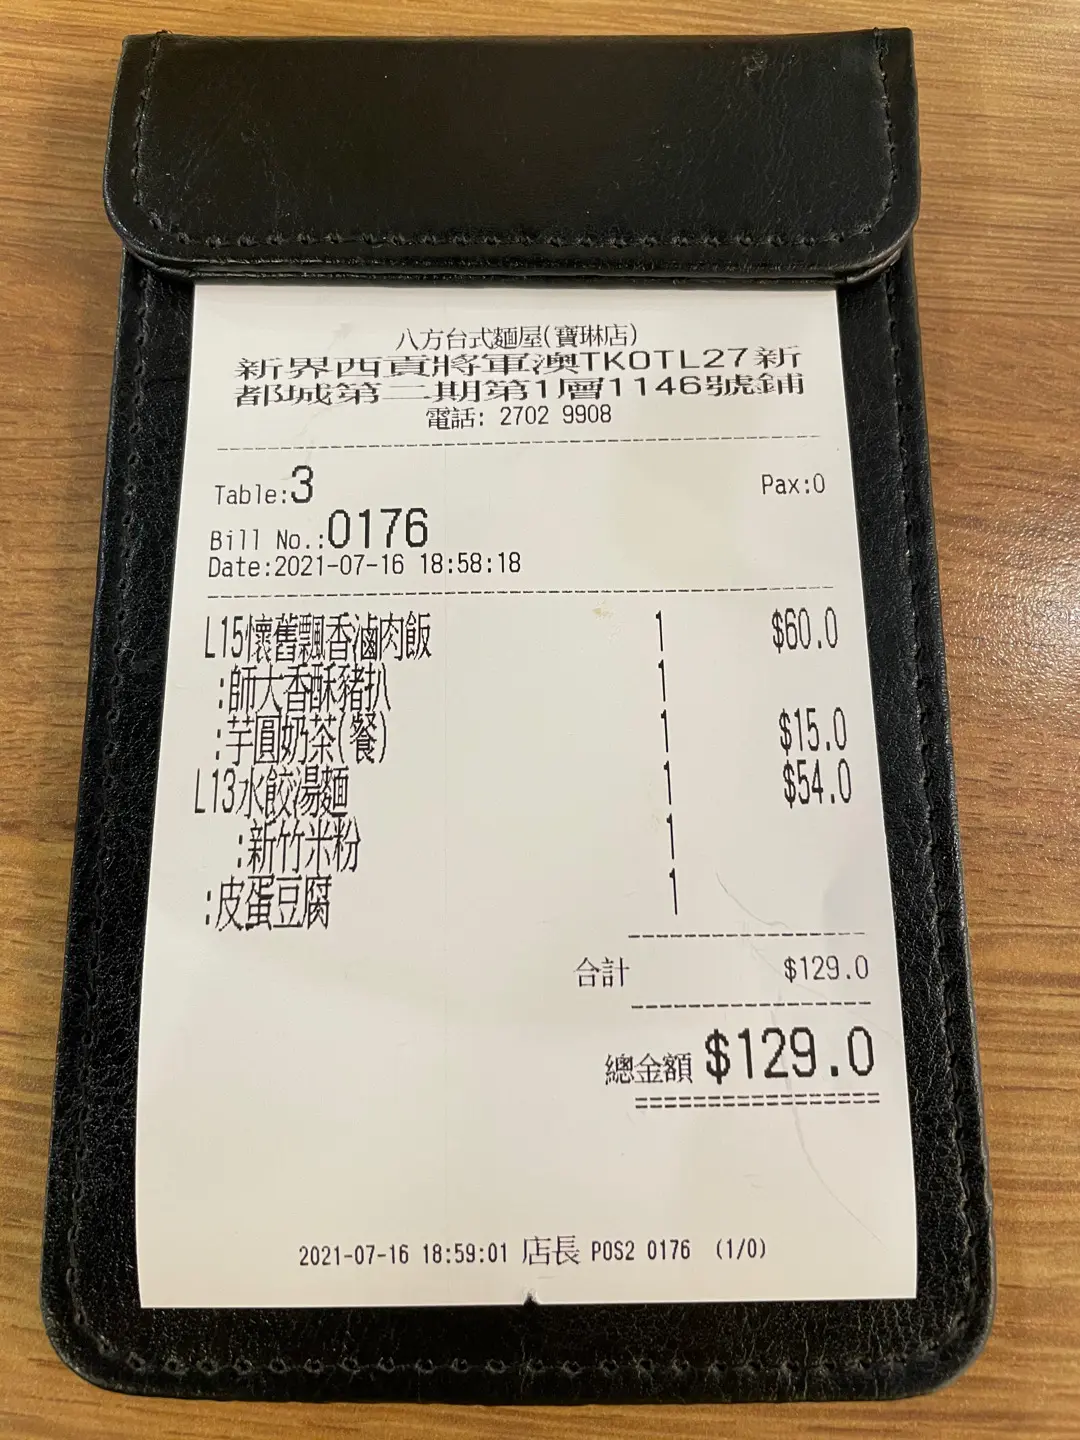 八方台式麵屋(寶琳店)
新界西貢將軍澳TKOTL27新
都城第二期第1層1146號鋪
電話: 2702 9908
Table:3 Pax:0
Bill No.:0176
Date:2021-07-16 18:58:18
L15懷舊飄香滷肉飯 1 $60.0
:師大香酥豬扒 1
:芋圓奶茶(餐) 1 $15.0
L13水餃湯麵 1 $54.0
:新竹米粉 1
:皮蛋豆腐 1
合計 $129.0
總金額 $129.0
2021-07-16 18:59:01 店長 POS2 0176 (1/0)